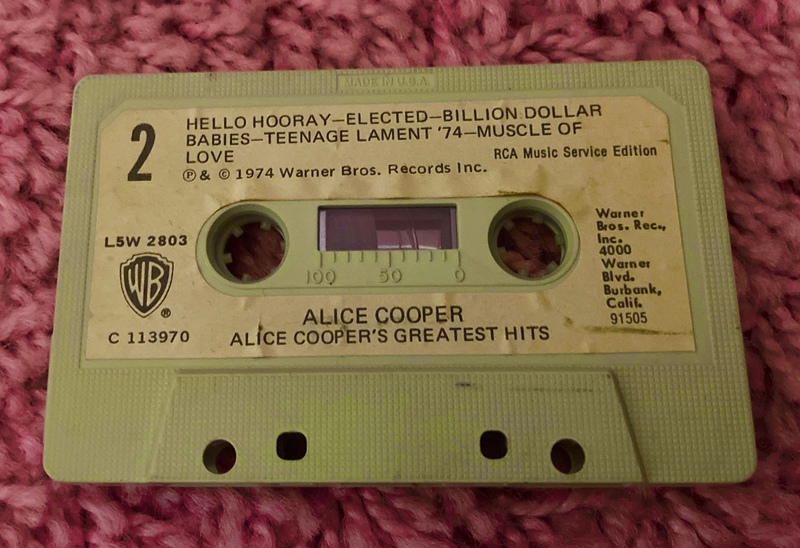 MADE IN U.S.A.
2
HELLO HOORAY—ELECTED—BILLION DOLLAR
BABIES—TEENAGE LAMENT '74—MUSCLE OF
LOVE
RCA Music Service Edition
Ⓟ & © 1974 Warner Bros. Records Inc.
L5W 2803
WB
®
C 113970
100 50 0
Warner
Bros. Rec.,
Inc.
4000
Warner
Blvd.
Burbank,
Calif.
91505
ALICE COOPER
ALICE COOPER'S GREATEST HITS